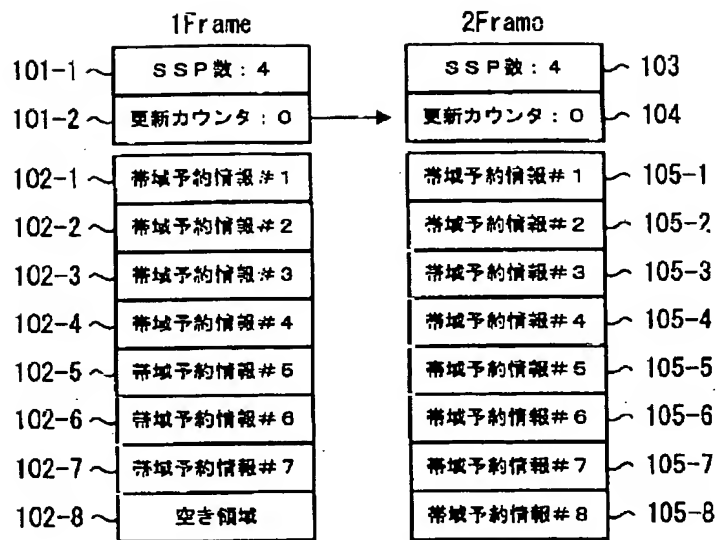 1Frame 2Framo
101-1 SSP数:4 SSP数:4 103
101-2 更新カウンタ:0 更新カウンタ:0 104
102-1 帯域予約情報#1 帯域予約情報#1 105-1
102-2 帯域予約情報#2 帯域予約情報#2 105-2
102-3 帯域予約情報#3 帯域予約情報#3 105-3
102-4 帯域予約情報#4 帯域予約情報#4 105-4
102-5 帯域予約情報#5 帯域予約情報#5 105-5
102-6 帯域予約情報#6 帯域予約情報#6 105-6
102-7 帯域予約情報#7 帯域予約情報#7 105-7
102-8 空き領域 帯域予約情報#8 105-8